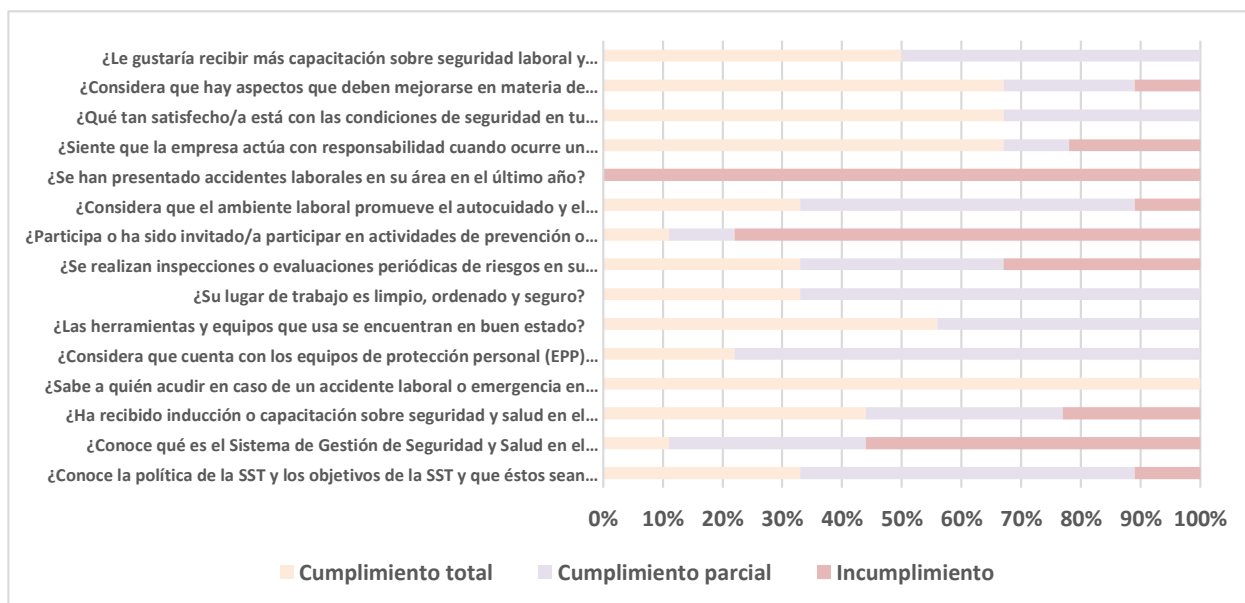 ¿Le gustaría recibir más capacitación sobre seguridad laboral y…
¿Considera que hay aspectos que deben mejorarse en materia de…
¿Qué tan satisfecho/a está con las condiciones de seguridad en tu…
¿Siente que la empresa actúa con responsabilidad cuando ocurre un…
¿Se han presentado accidentes laborales en su área en el último año?
¿Considera que el ambiente laboral promueve el autocuidado y el…
¿Participa o ha sido invitado/a participar en actividades de prevención o…
¿Se realizan inspecciones o evaluaciones periódicas de riesgos en su…
¿Su lugar de trabajo es limpio, ordenado y seguro?
¿Las herramientas y equipos que usa se encuentran en buen estado?
¿Considera que cuenta con los equipos de protección personal (EPP)…
¿Sabe a quién acudir en caso de un accidente laboral o emergencia en…
¿Ha recibido inducción o capacitación sobre seguridad y salud en el…
¿Conoce qué es el Sistema de Gestión de Seguridad y Salud en el…
¿Conoce la política de la SST y los objetivos de la SST y que éstos sean…
0% 10% 20% 30% 40% 50% 60% 70% 80% 90% 100%
Cumplimiento total Cumplimiento parcial Incumplimiento